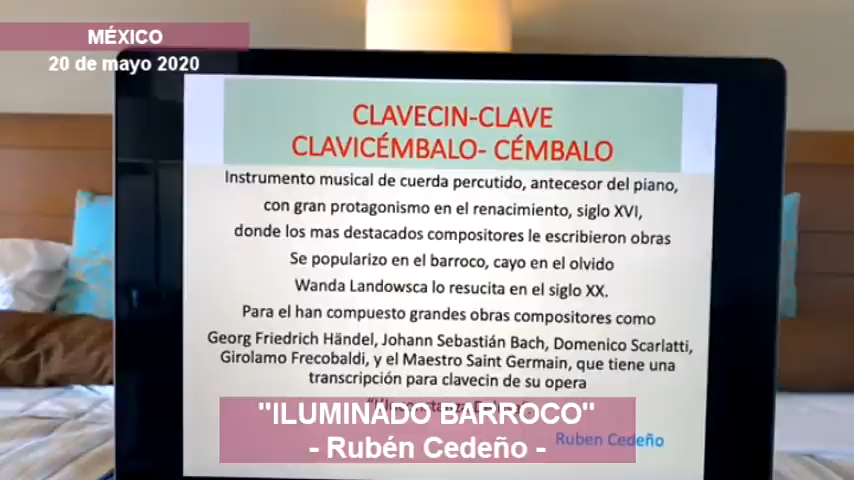 MÉXICO
20 de mayo 2020
CLAVECIN-CLAVE
CLAVICÉMBALO- CÉMBALO
Instrumento musical de cuerda percutido, antecesor del piano,
con gran protagonismo en el renacimiento, siglo XVI,
donde los mas destacados compositores le escribieron obras
Se popularizo en el barroco, cayo en el olvido
Wanda Landowsca lo resucita en el siglo XX.
Para el han compuesto grandes obras compositores como
Georg Friedrich Händel, Johann Sebastián Bach, Domenico Scarlatti,
Girolamo Frecobaldi, y el Maestro Saint Germain, que tiene una
transcripción para clavecin de su opera
"ILUMINADO BARROCO"
- Rubén Cedeño -
Ruben Cedeño